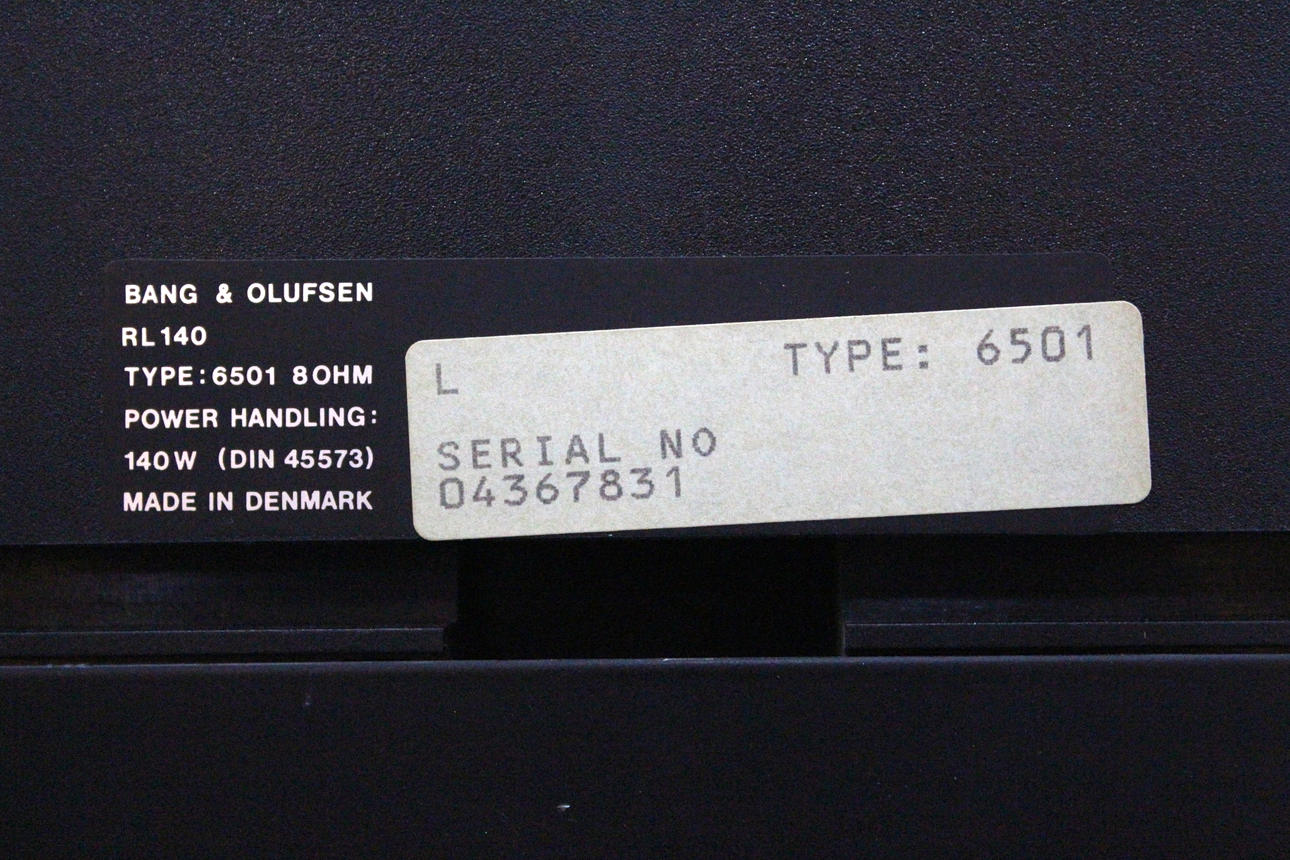 BANG & OLUFSEN
RL140
TYPE:6501 8OHM
POWER HANDLING:
140W (DIN 45573)
MADE IN DENMARK
L TYPE: 6501
SERIAL NO
04367831